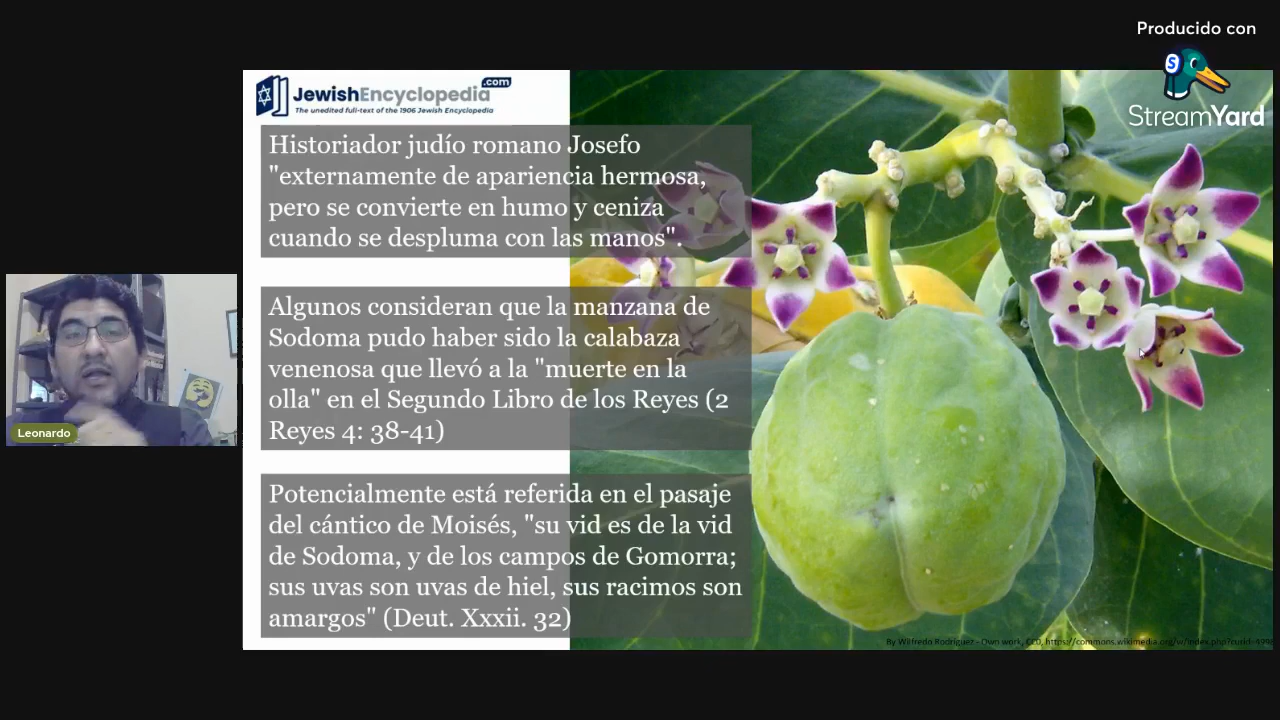 Producido con
StreamYard
JewishEncyclopedia.com
The unedited full-text of the 1906 Jewish Encyclopedia
Historiador judío romano Josefo
"externamente de apariencia hermosa,
pero se convierte en humo y ceniza
cuando se despluma con las manos".
Algunos consideran que la manzana de
Sodoma pudo haber sido la calabaza
venenosa que llevó a la "muerte en la
olla" en el Segundo Libro de los Reyes (2
Reyes 4: 38-41)
Leonardo
Potencialmente está referida en el pasaje
del cántico de Moisés, "su vid es de la vid
de Sodoma, y de los campos de Gomorra;
sus uvas son uvas de hiel, sus racimos son
amargos" (Deut. Xxxii. 32)
By Wilfredo Rodríguez - Own work, CC0, https://commons.wikimedia.org/w/index.php?curid=